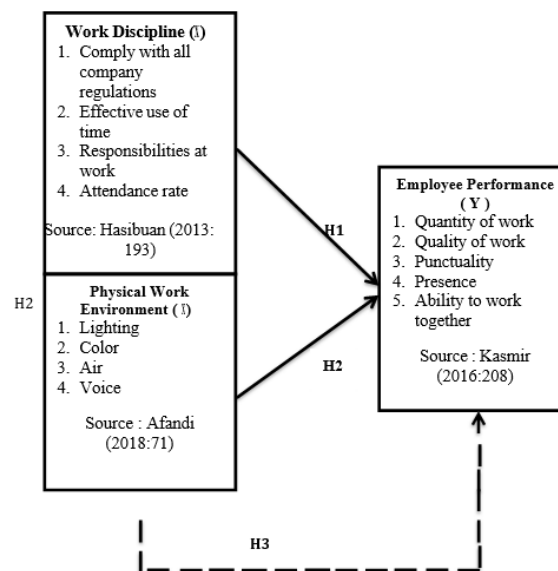 Work Discipline (
1. Comply with all
company
regulations
2. Effective use of
time
3. Responsibilities at
work
4. Attendance rate
Source: Hasibuan (2013:
193)
H2
Physical Work
Environment (
1. Lighting
2. Color
3. Air
4. Voice
Source : Afandi
(2018:71)
H1
H2
Employee Performance
( Y )
1. Quantity of work
2. Quality of work
3. Punctuality
4. Presence
5. Ability to work
together
Source : Kasmir
(2016:208)
H3